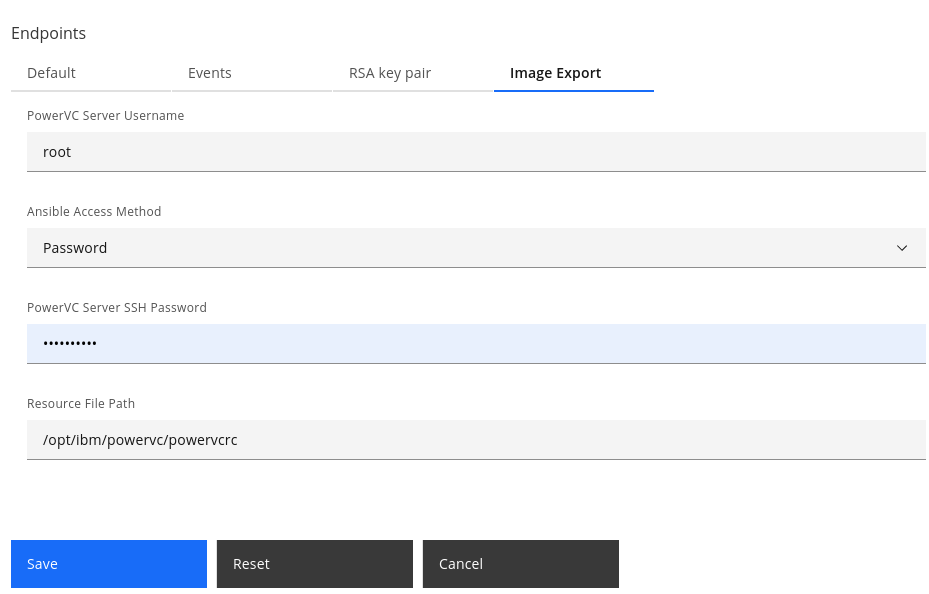 Endpoints
Default Events RSA key pair Image Export
PowerVC Server Username
root
Ansible Access Method
Password
PowerVC Server SSH Password
••••••••••
Resource File Path
/opt/ibm/powervc/powervcrc
Save Reset Cancel